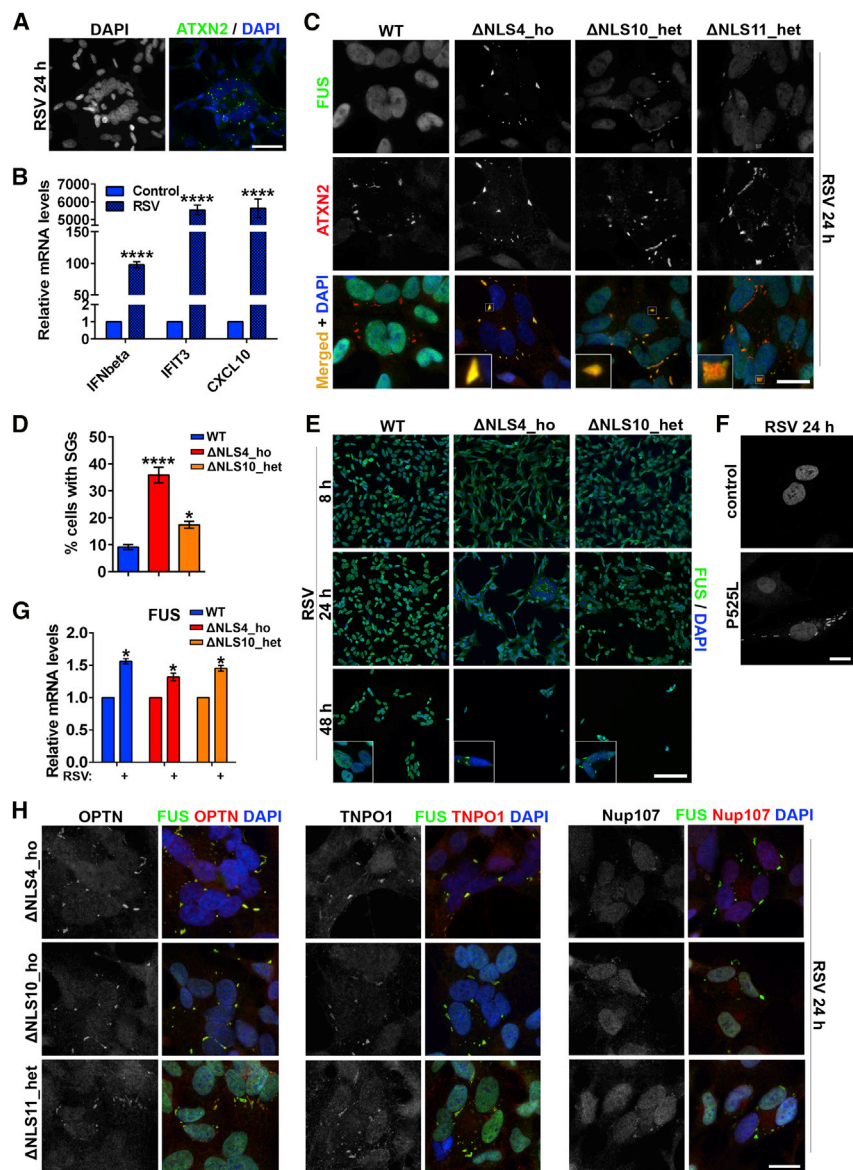 A
DAPI
ATXN2 / DAPI
RSV 24 h
B
Relative mRNA levels
6000
5000
4000
150
100
50
2
1
0
Control
RSV
****
****
****
IFNbeta
IFIT3
CXCL10
C
WT
ΔNLS4_ho
ΔNLS10_het
ΔNLS11_het
FUS
ATXN2
Merged + DAPI
RSV 24 h
D
% cells with SGs
50
40
30
20
10
0
****
*
WT
ΔNLS4_ho
ΔNLS10_het
E
WT
ΔNLS4_ho
ΔNLS10_het
RSV
8 h
24 h
48 h
FUS / DAPI
F
RSV 24 h
control
P525L
G
FUS
Relative mRNA levels
2.0
1.5
1.0
0.5
0.0
*
*
*
WT
ΔNLS4_ho
ΔNLS10_het
RSV: + + +
H
OPTN
FUS OPTN DAPI
TNPO1
FUS TNPO1 DAPI
Nup107
FUS Nup107 DAPI
ΔNLS4_ho
ΔNLS10_ho
ΔNLS11_het
RSV 24 h